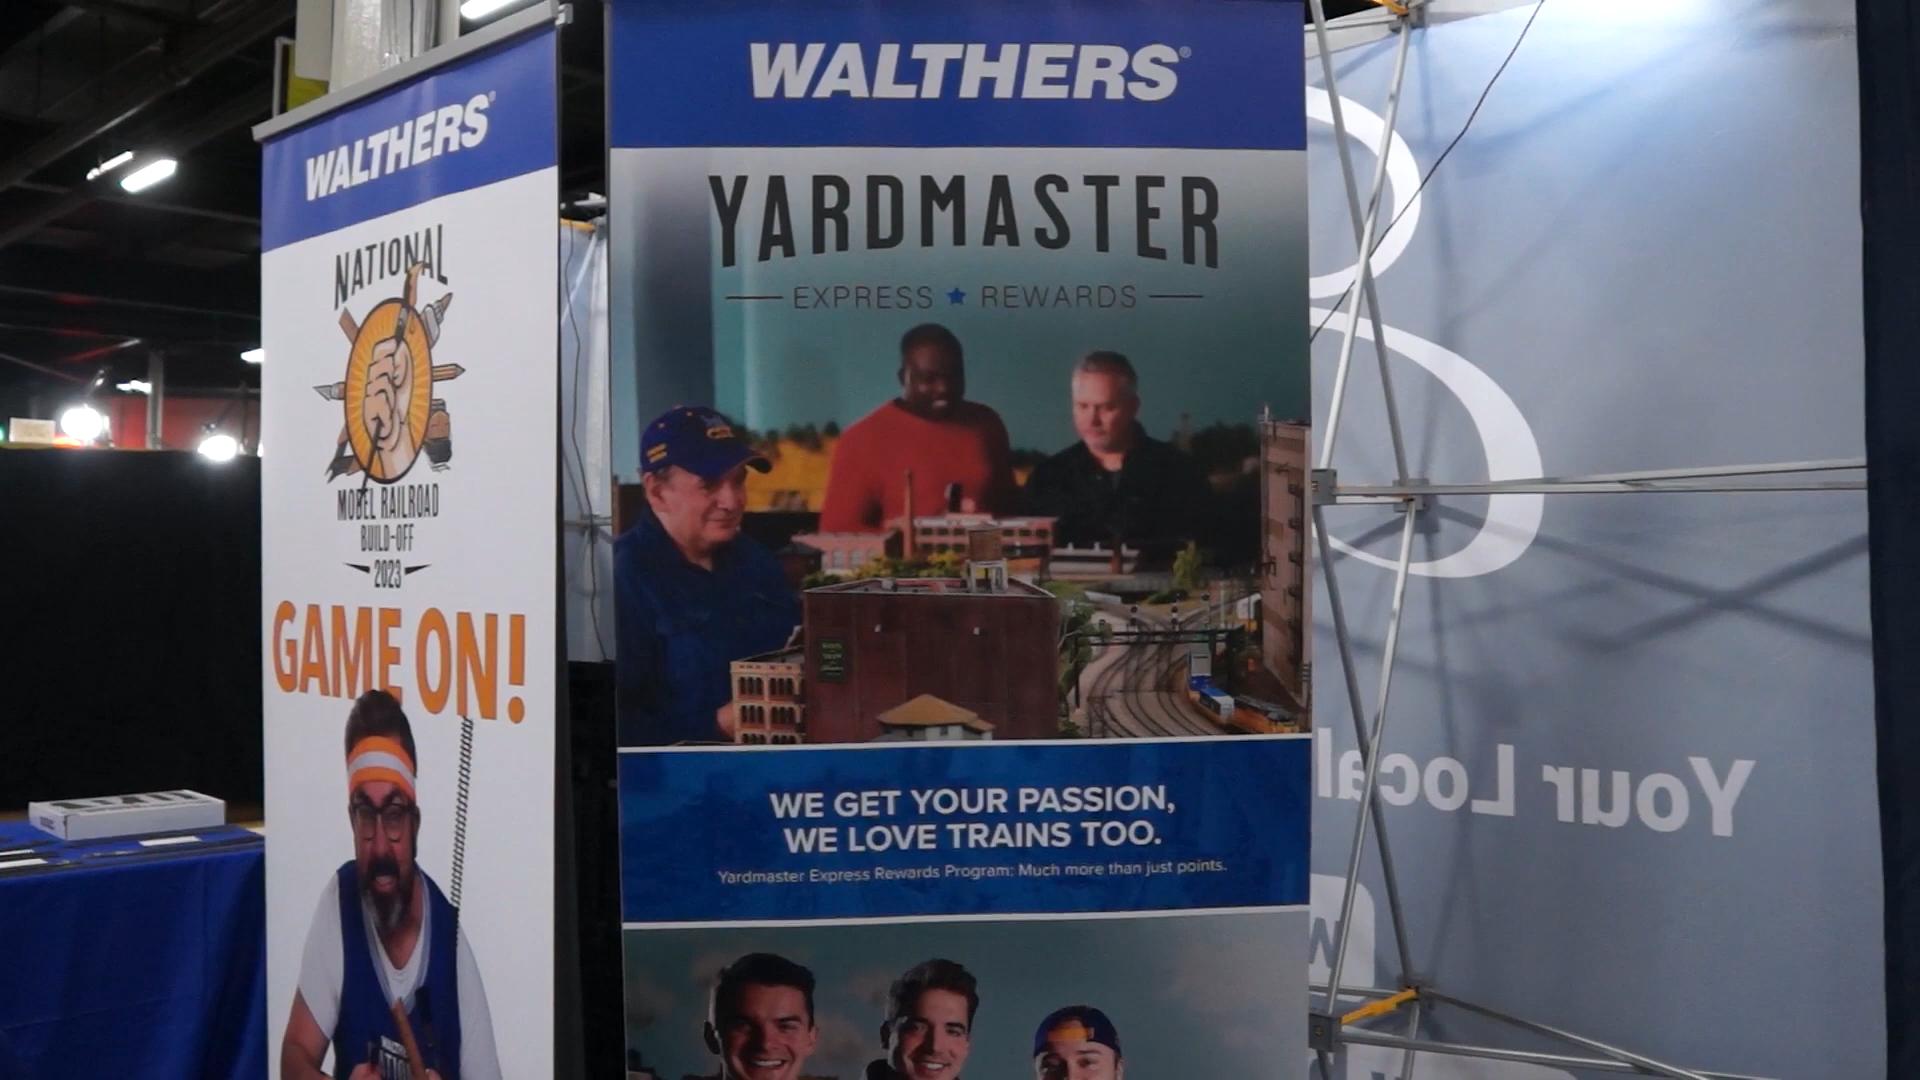 WALTHERS®
NATIONAL
MODEL RAILROAD
BUILD-OFF
2023
GAME ON!
WALTHERS®
YARDMASTER
EXPRESS ★ REWARDS
WE GET YOUR PASSION,
WE LOVE TRAINS TOO.
Yardmaster Express Rewards Program: Much more than just points.
Your Local